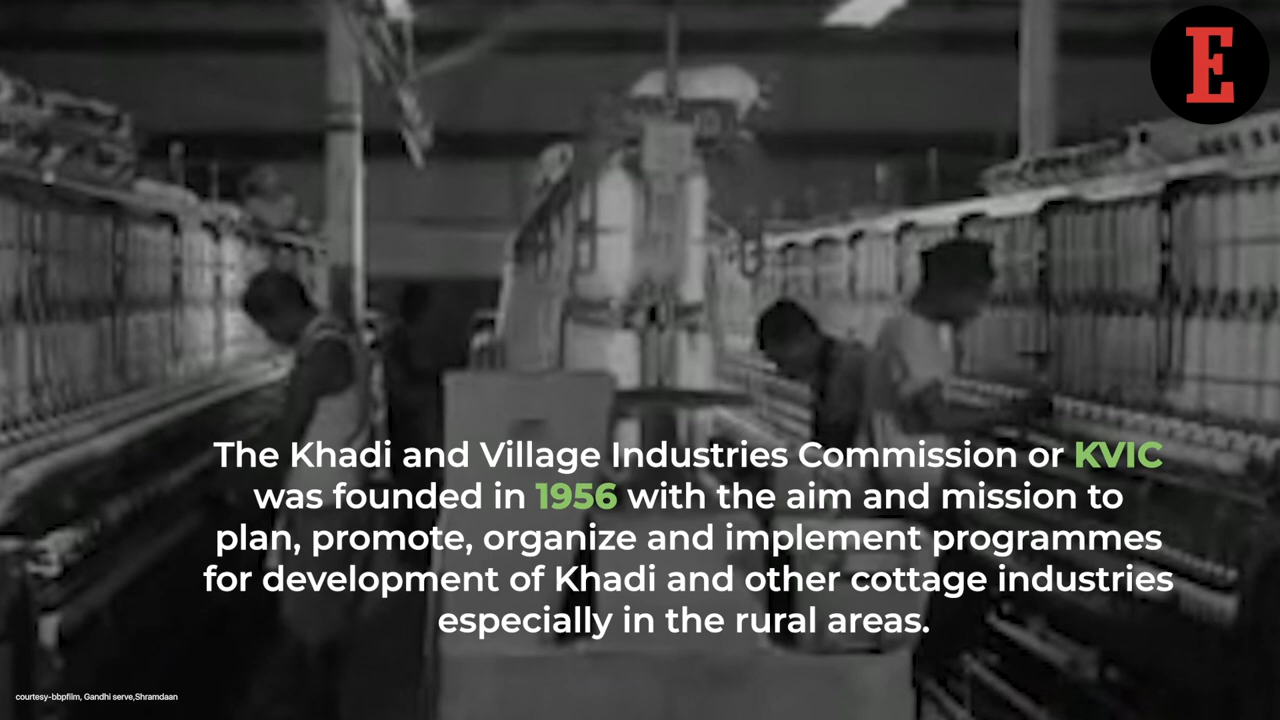 E
The Khadi and Village Industries Commission or KVIC
was founded in 1956 with the aim and mission to
plan, promote, organize and implement programmes
for development of Khadi and other cottage industries
especially in the rural areas.
courtesy-bbpfilm, Gandhi serve,Shramdaan